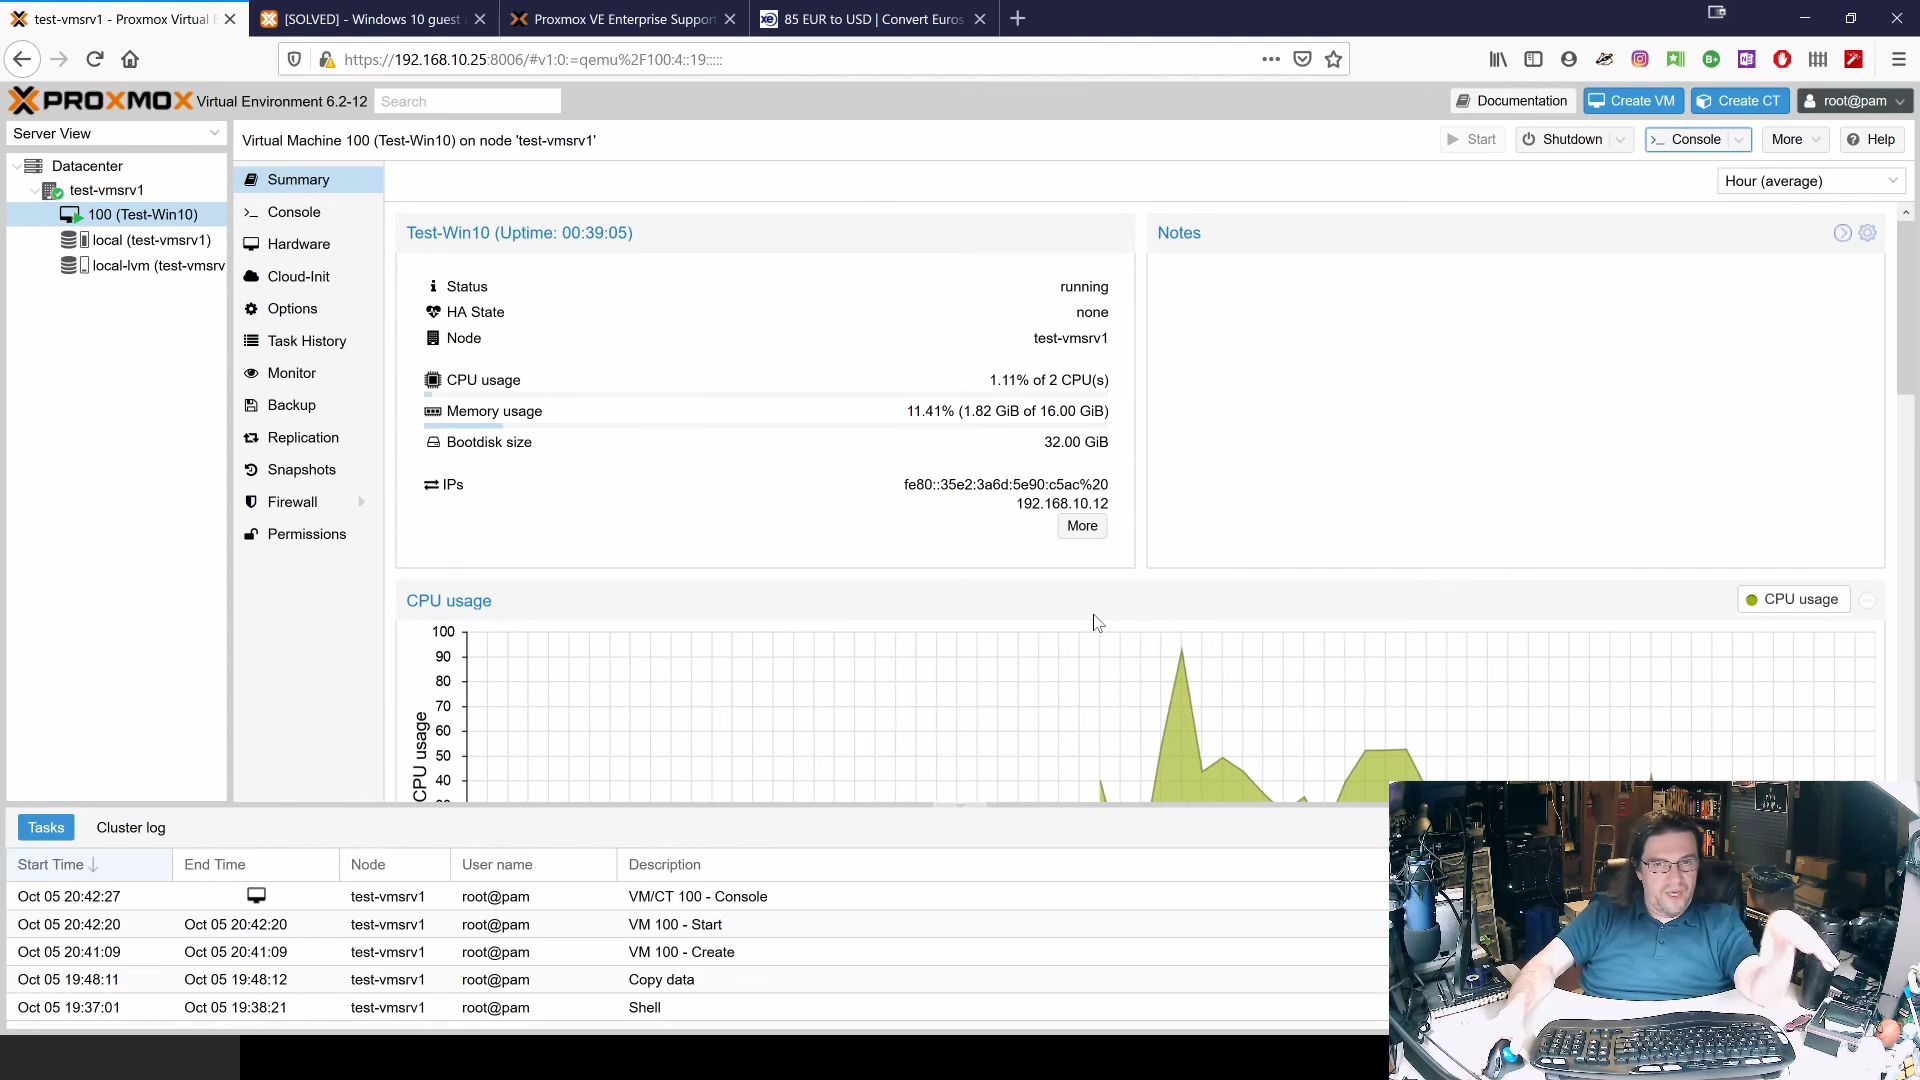 test-vmsrv1 - Proxmox Virtual E
[SOLVED] - Windows 10 guest
Proxmox VE Enterprise Support
85 EUR to USD | Convert Euros
https://192.168.10.25:8006/#v1:0:=qemu%2F100:4::19:::::
PROXMOX Virtual Environment 6.2-12
Search
Documentation
Create VM
Create CT
root@pam
Server View
Virtual Machine 100 (Test-Win10) on node 'test-vmsrv1'
Start
Shutdown
Console
More
Help
Datacenter
test-vmsrv1
100 (Test-Win10)
local (test-vmsrv1)
local-lvm (test-vmsrv
Summary
Console
Hardware
Cloud-Init
Options
Task History
Monitor
Backup
Replication
Snapshots
Firewall
Permissions
Hour (average)
Test-Win10 (Uptime: 00:39:05)
Status running
HA State none
Node test-vmsrv1
CPU usage 1.11% of 2 CPU(s)
Memory usage 11.41% (1.82 GiB of 16.00 GiB)
Bootdisk size 32.00 GiB
IPs fe80::35e2:3a6d:5e90:c5ac%20
192.168.10.12
More
Notes
CPU usage
CPU usage
100
90
80
70
60
50
40
CPU usage
Tasks
Cluster log
Start Time End Time Node User name Description
Oct 05 20:42:27 test-vmsrv1 root@pam VM/CT 100 - Console
Oct 05 20:42:20 Oct 05 20:42:20 test-vmsrv1 root@pam VM 100 - Start
Oct 05 20:41:09 Oct 05 20:41:09 test-vmsrv1 root@pam VM 100 - Create
Oct 05 19:48:11 Oct 05 19:48:12 test-vmsrv1 root@pam Copy data
Oct 05 19:37:01 Oct 05 19:38:21 test-vmsrv1 root@pam Shell